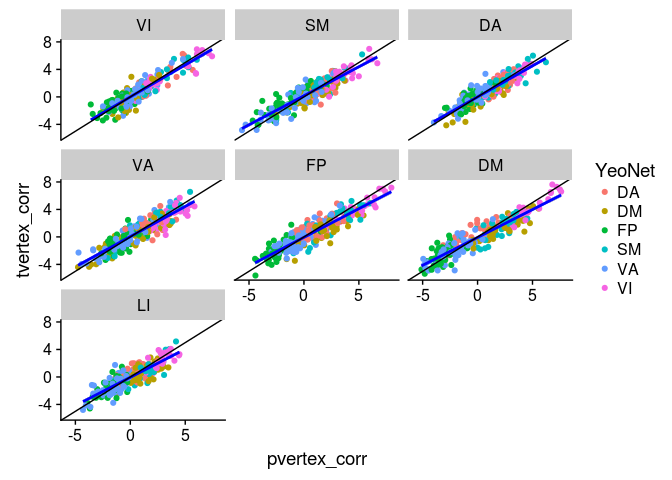 VI SM DA
8
4
0
-4
VA FP DM
8
4
0
-4
-5 0 5 -5 0 5
LI
8
4
0
-4
-5 0 5
tvertex_corr
pvertex_corr
YeoNet
DA
DM
FP
SM
VA
VI